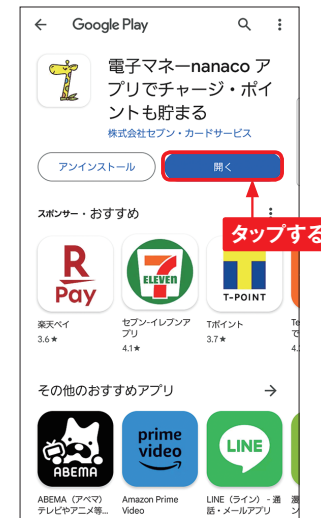 Google Play
電子マネーnanaco ア
プリでチャージ・ポイ
ントも貯まる
株式会社セブン・カードサービス
アンインストール
開く
タップする
スポンサー・おすすめ
R
Pay
ELEVEN
T-POINT
楽天ペイ
3.6★
セブン-イレブンア
プリ
4.1★
Tポイント
3.7★
Te
で
4.
その他のおすすめアプリ
ABEMA
prime
video
LINE
ABEMA（アベマ）
テレビやアニメ等...
Amazon Prime
Video
LINE（ライン） - 通
話・メールアプリ